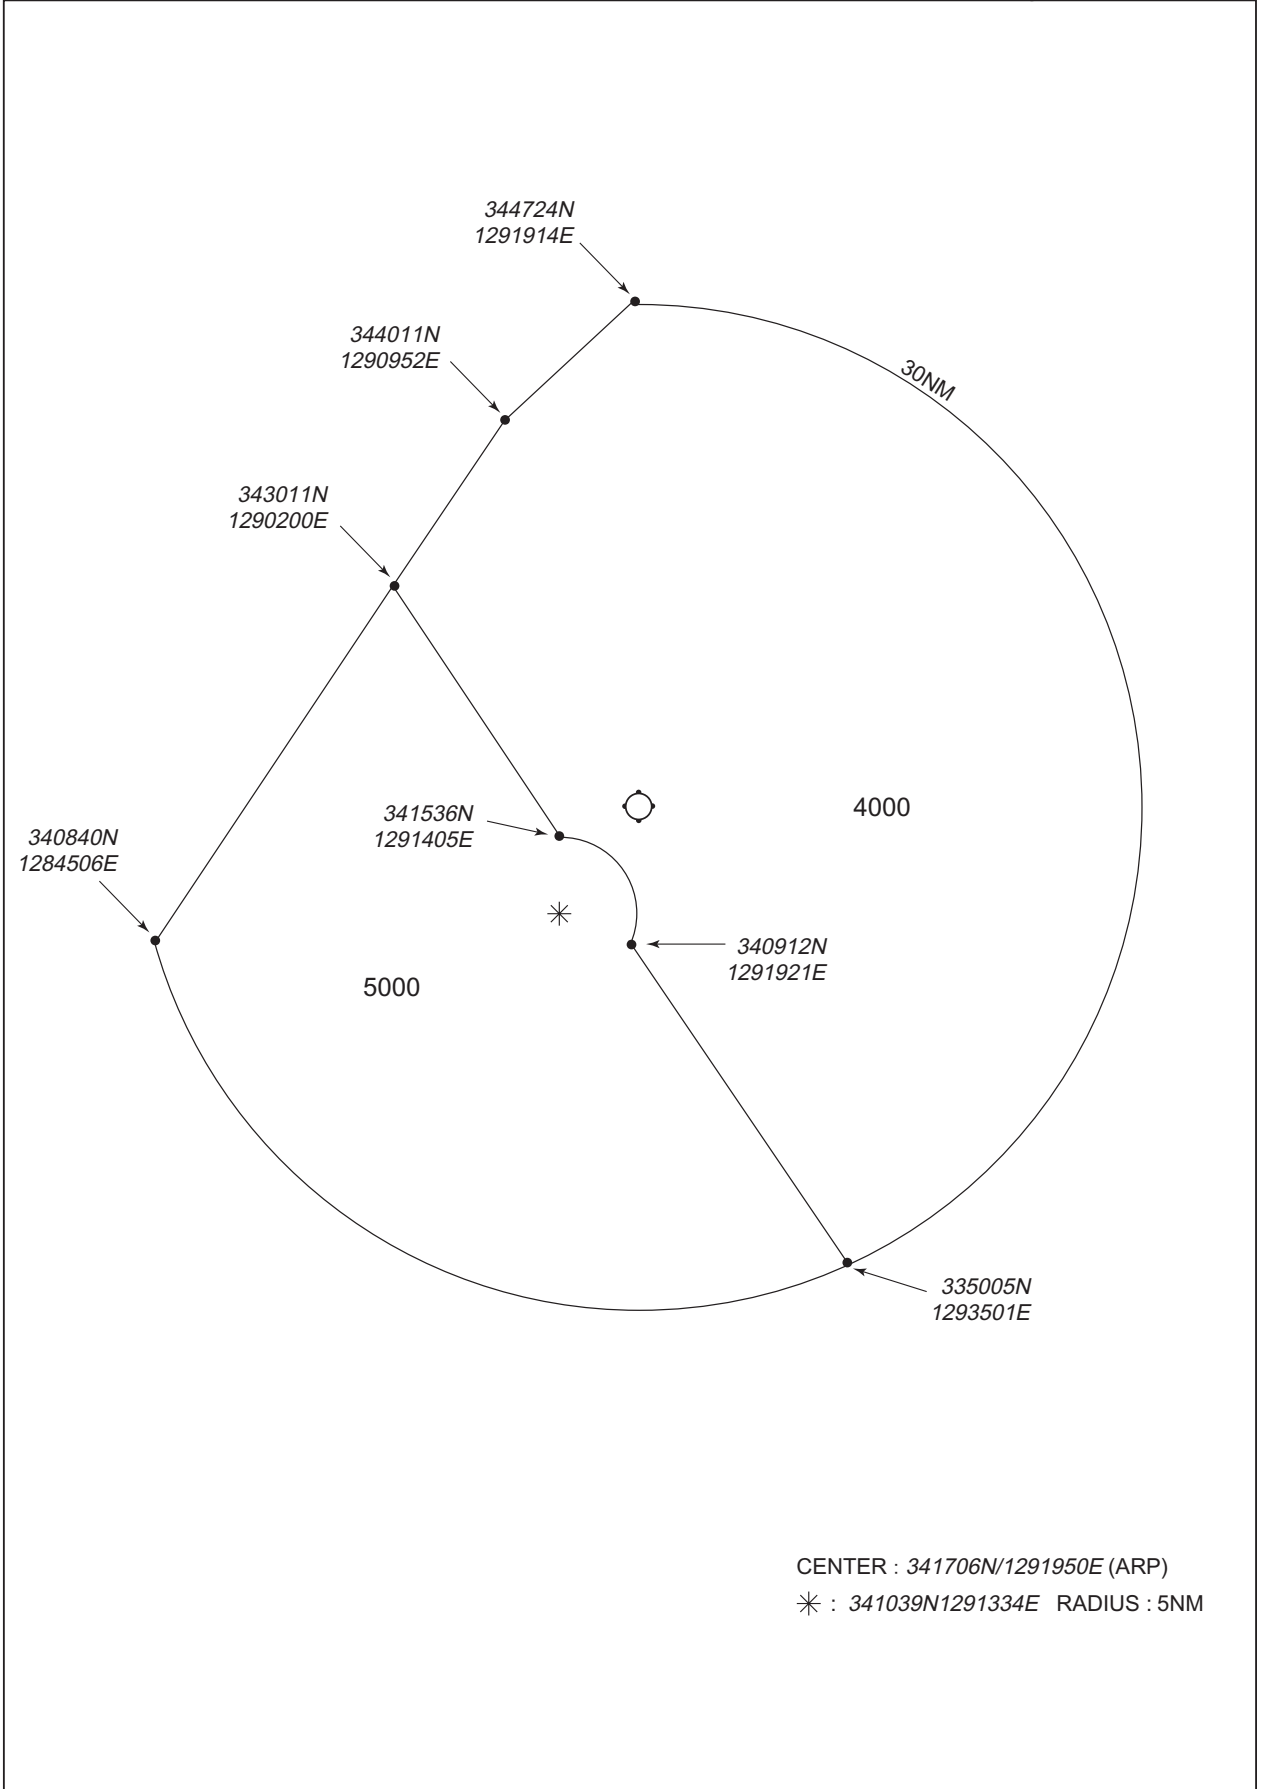 344724N
1291914E
344011N
1290952E
30NM
343011N
1290200E
341536N
1291405E
4000
340840N
1284506E
340912N
1291921E
5000
335005N
1293501E
CENTER : 341706N/1291950E (ARP)
: 341039N1291334E RADIUS : 5NM